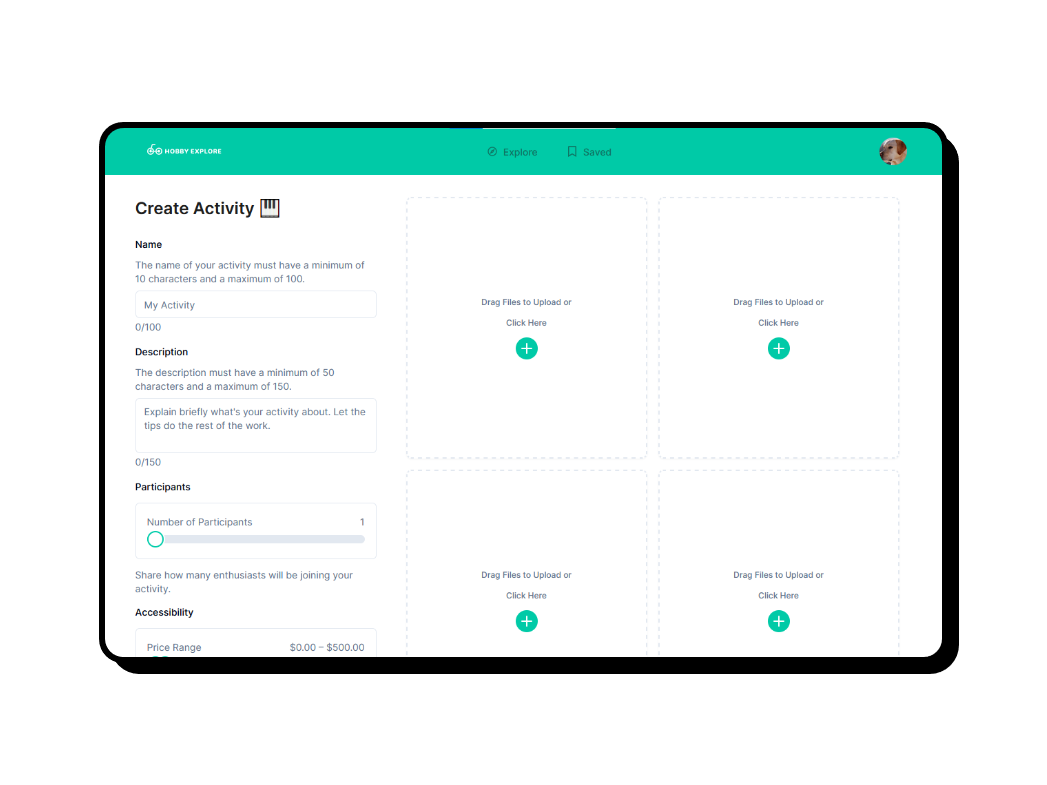 HOBBY EXPLORE
Explore
Saved
Create Activity
Name
The name of your activity must have a minimum of
10 characters and a maximum of 100.
My Activity
0/100
Description
The description must have a minimum of 50
characters and a maximum of 150.
Explain briefly what's your activity about. Let the
tips do the rest of the work.
0/150
Participants
Number of Participants 1
Share how many enthusiasts will be joining your
activity.
Accessibility
Price Range $0.00 – $500.00
Drag Files to Upload or
Click Here
Drag Files to Upload or
Click Here
Drag Files to Upload or
Click Here
Drag Files to Upload or
Click Here